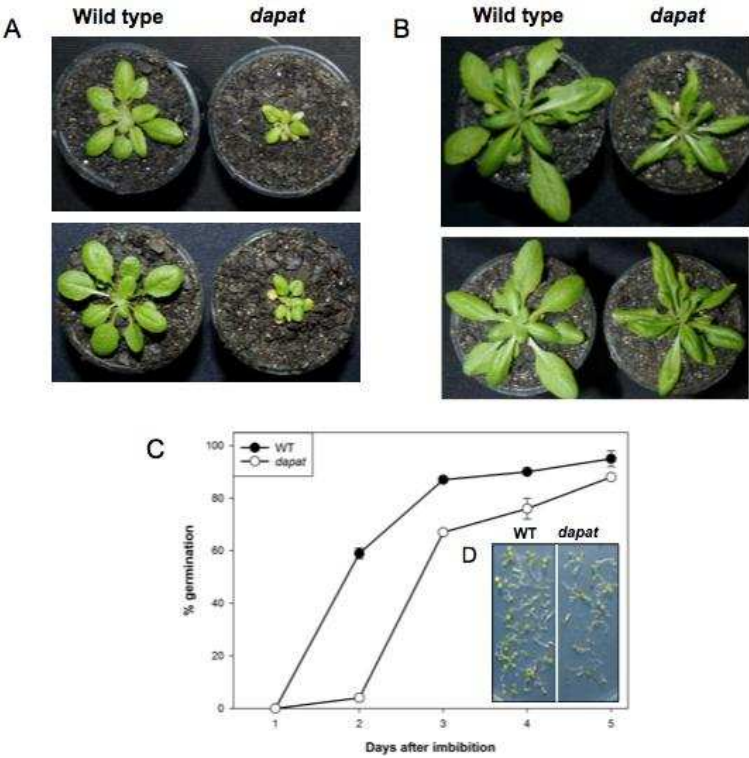 Wild type dapat
A
Wild type dapat
B
C
WT
dapat
100
80
60
40
20
0
% germination
1 2 3 4 5
Days after imbibition
D
WT dapat